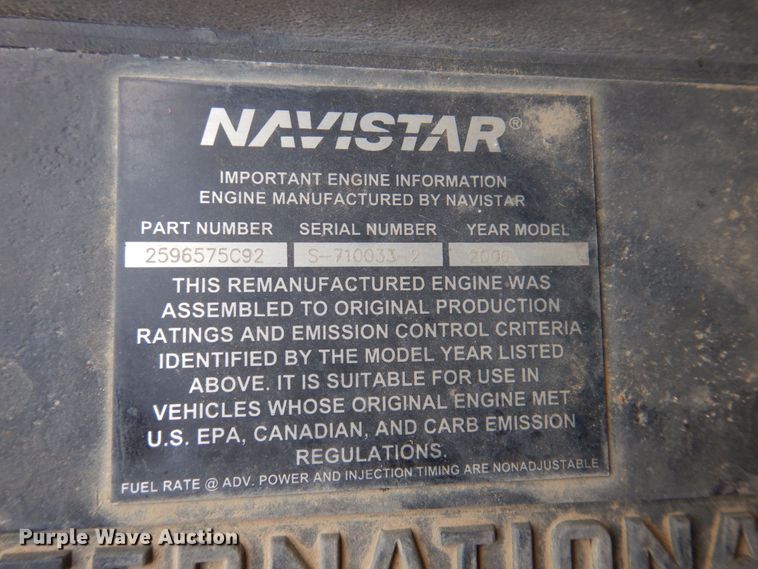 NAVISTAR®
IMPORTANT ENGINE INFORMATION
ENGINE MANUFACTURED BY NAVISTAR
PART NUMBER SERIAL NUMBER YEAR MODEL
2596575C92
THIS REMANUFACTURED ENGINE WAS
ASSEMBLED TO ORIGINAL PRODUCTION
RATINGS AND EMISSION CONTROL CRITERIA
IDENTIFIED BY THE MODEL YEAR LISTED
ABOVE. IT IS SUITABLE FOR USE IN
VEHICLES WHOSE ORIGINAL ENGINE MET
U.S. EPA, CANADIAN, AND CARB EMISSION
REGULATIONS.
FUEL RATE @ ADV. POWER AND INJECTION TIMING ARE NONADJUSTABLE
Purple Wave Auction